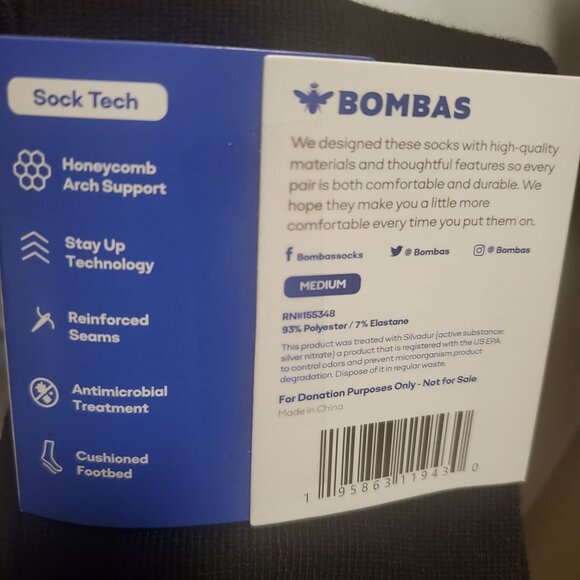 Sock Tech
Honeycomb
Arch Support
Stay Up
Technology
Reinforced
Seams
Antimicrobial
Treatment
Cushioned
Footbed
BOMBAS
We designed these socks with high-quality
materials and thoughtful features so every
pair is both comfortable and durable. We
hope they make you a little more
comfortable every time you put them on.
f Bombassocks @ Bombas @ Bombas
MEDIUM
RN#155348
93% Polyester / 7% Elastane
This product was treated with Silvadur (active substance:
silver nitrate) a product that is registered with the US EPA
to control odors and prevent microorganism product
degradation. Dispose of it in regular waste.
For Donation Purposes Only - Not for Sale
Made in China
1 95863 11943 0